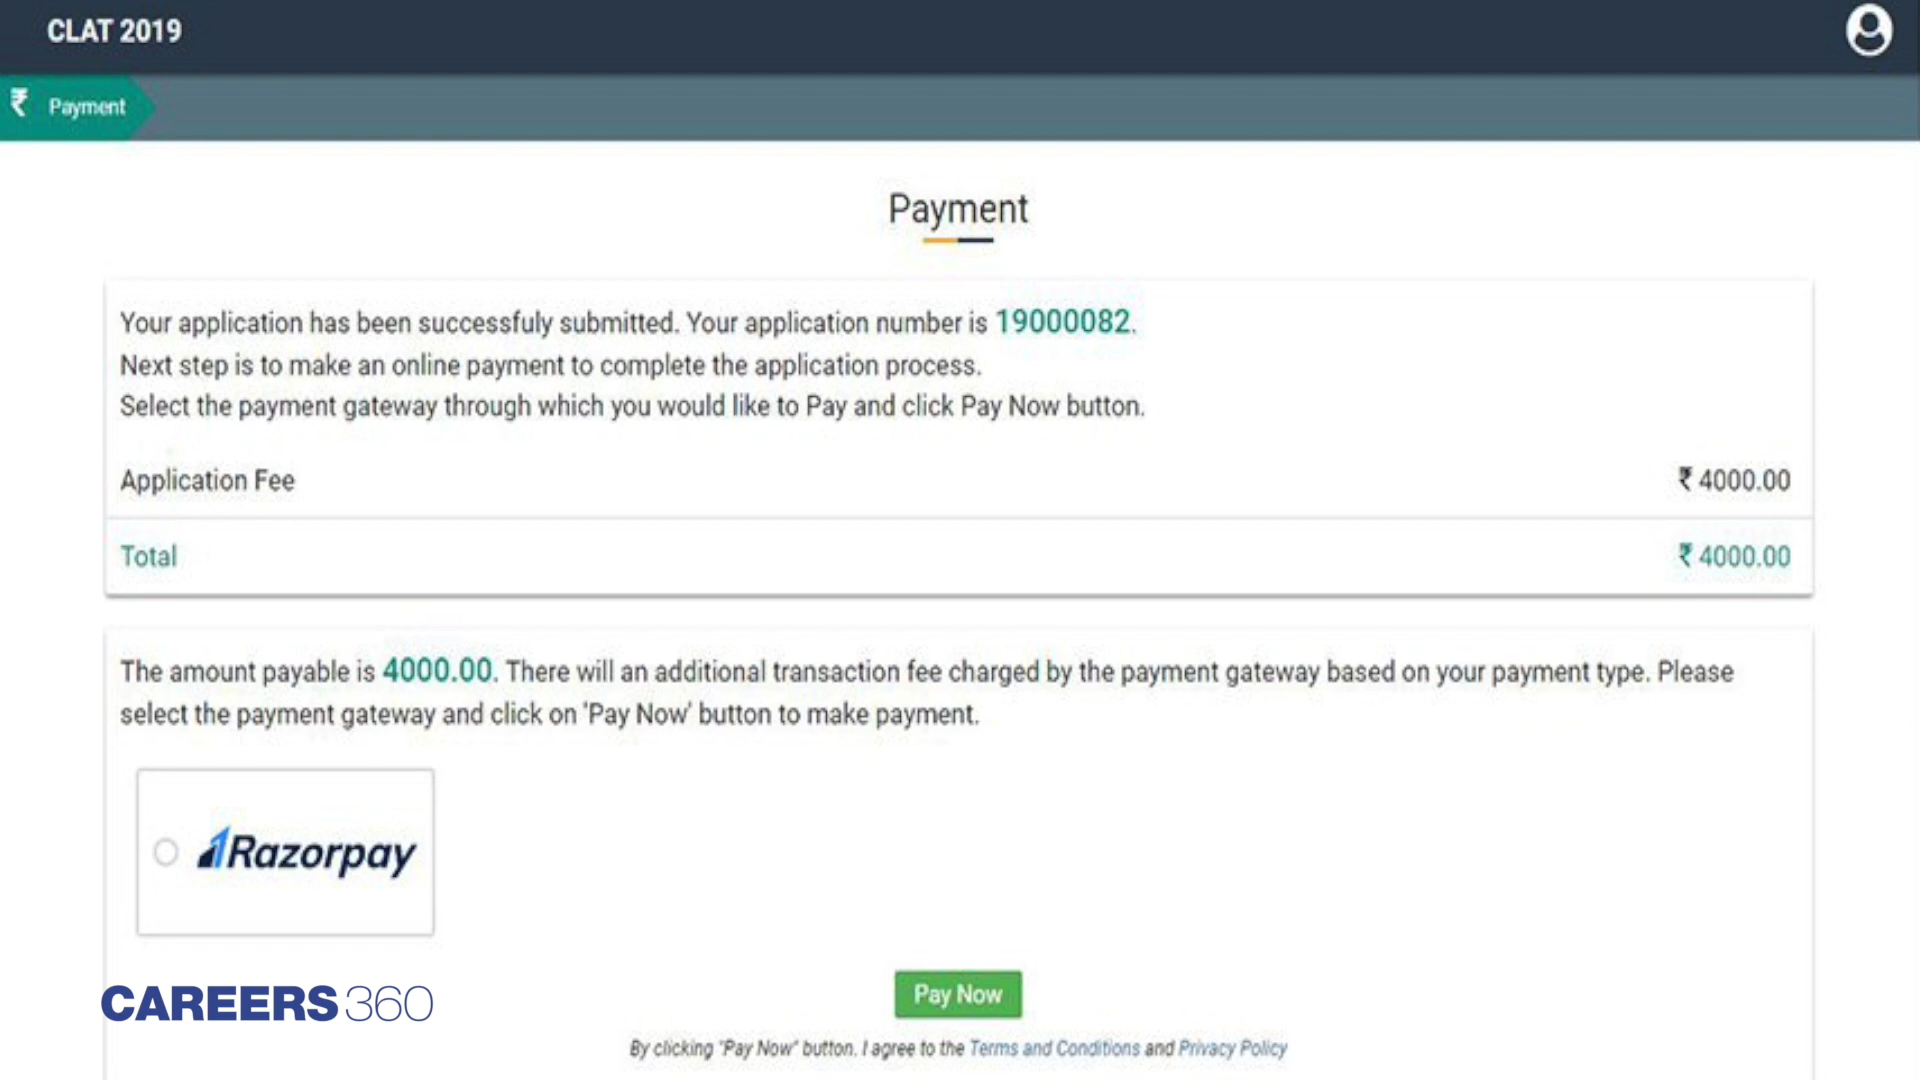 CLAT 2019
₹ Payment
Payment
Your application has been successfuly submitted. Your application number is 19000082.
Next step is to make an online payment to complete the application process.
Select the payment gateway through which you would like to Pay and click Pay Now button.
Application Fee ₹ 4000.00
Total ₹ 4000.00
The amount payable is 4000.00. There will an additional transaction fee charged by the payment gateway based on your payment type. Please
select the payment gateway and click on 'Pay Now' button to make payment.
Razorpay
CAREERS360
Pay Now
By clicking "Pay Now" button. I agree to the Terms and Conditions and Privacy Policy